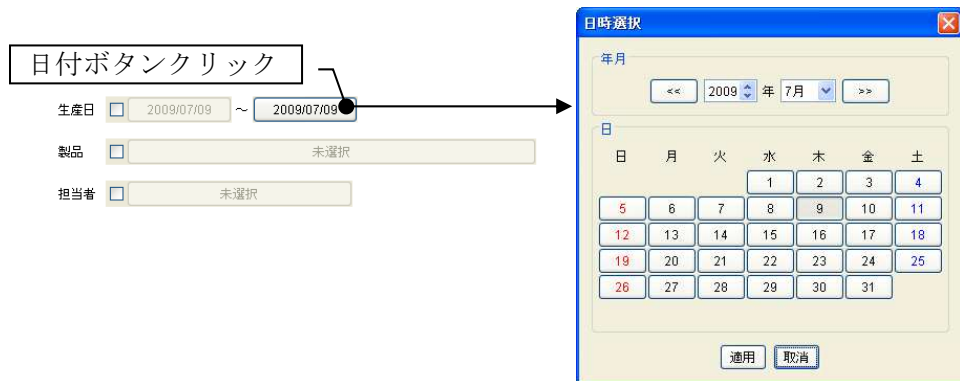 日付ボタンクリック
生産日 2009/07/09 ～ 2009/07/09
製品 未選択
担当者 未選択
日時選択
年月
<< 2009 年 7月 >>
日
日 月 火 水 木 金 土
1 2 3 4
5 6 7 8 9 10 11
12 13 14 15 16 17 18
19 20 21 22 23 24 25
26 27 28 29 30 31
適用 取消